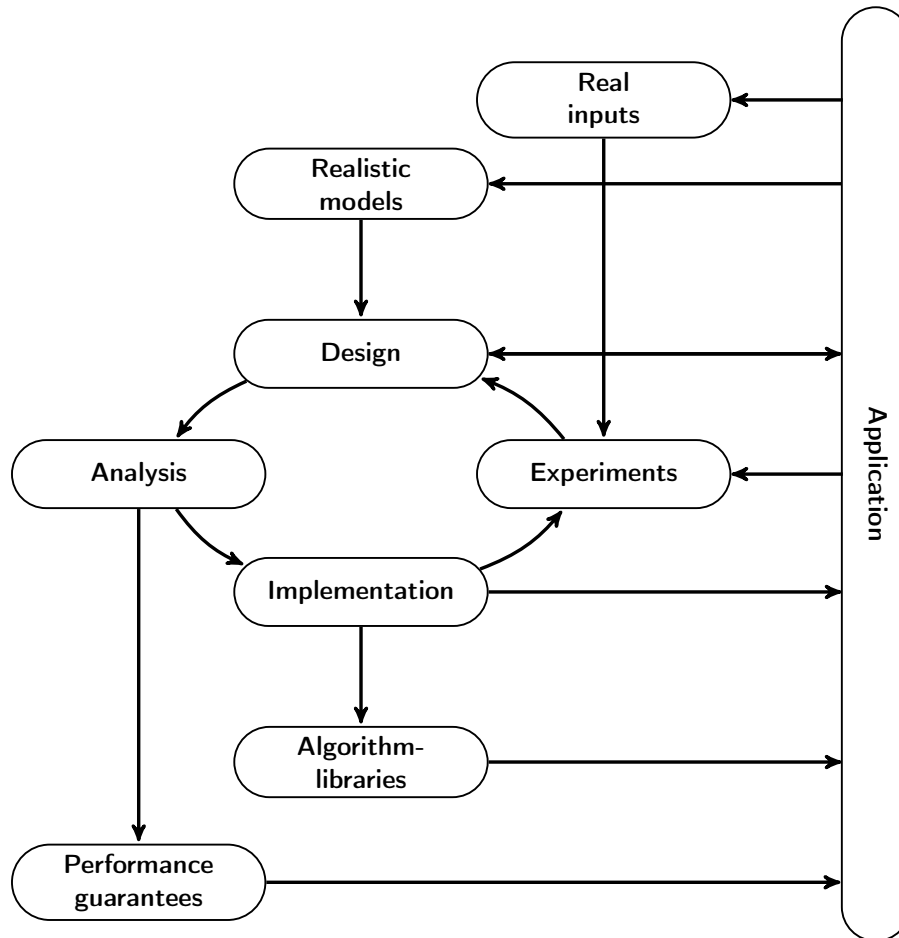 Real
inputs
Realistic
models
Design
Application
Analysis
Experiments
Implementation
Algorithm-
libraries
Performance
guarantees